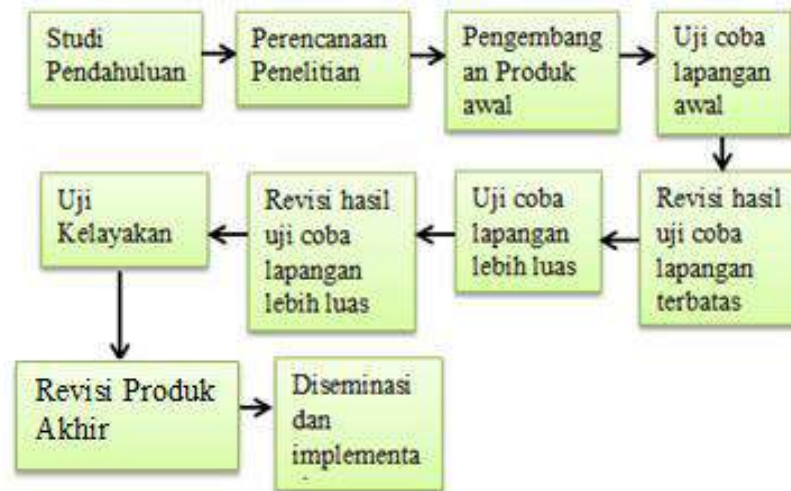 Studi
Pendahuluan
Perencanaan
Penelitian
Pengembang
an Produk
awal
Uji coba
lapangan
awal
Revisi hasil
uji coba
lapangan
terbatas
Uji coba
lapangan
lebih luas
Revisi hasil
uji coba
lapangan
lebih luas
Uji
Kelayakan
Revisi Produk
Akhir
Diseminasi
dan
implementa